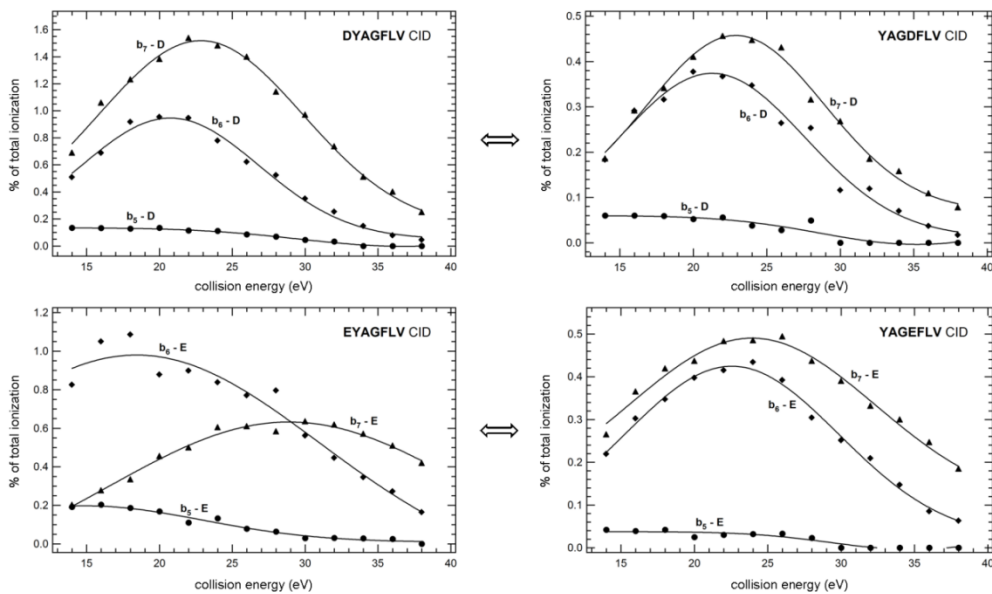 DYAGFLV CID
% of total ionization
1.6
1.4
1.2
1.0
0.8
0.6
0.4
0.2
0.0
b7 - D
b6 - D
b5 - D
15 20 25 30 35 40
collision energy (eV)
YAGDFLV CID
% of total ionization
0.5
0.4
0.3
0.2
0.1
0.0
b7 - D
b6 - D
b5 - D
15 20 25 30 35 40
collision energy (eV)
EYAGFLV CID
% of total ionization
1.2
1.0
0.8
0.6
0.4
0.2
0.0
b6 - E
b7 - E
b5 - E
15 20 25 30 35 40
collision energy (eV)
YAGEFLV CID
% of total ionization
0.5
0.4
0.3
0.2
0.1
0.0
b7 - E
b6 - E
b5 - E
15 20 25 30 35 40
collision energy (eV)